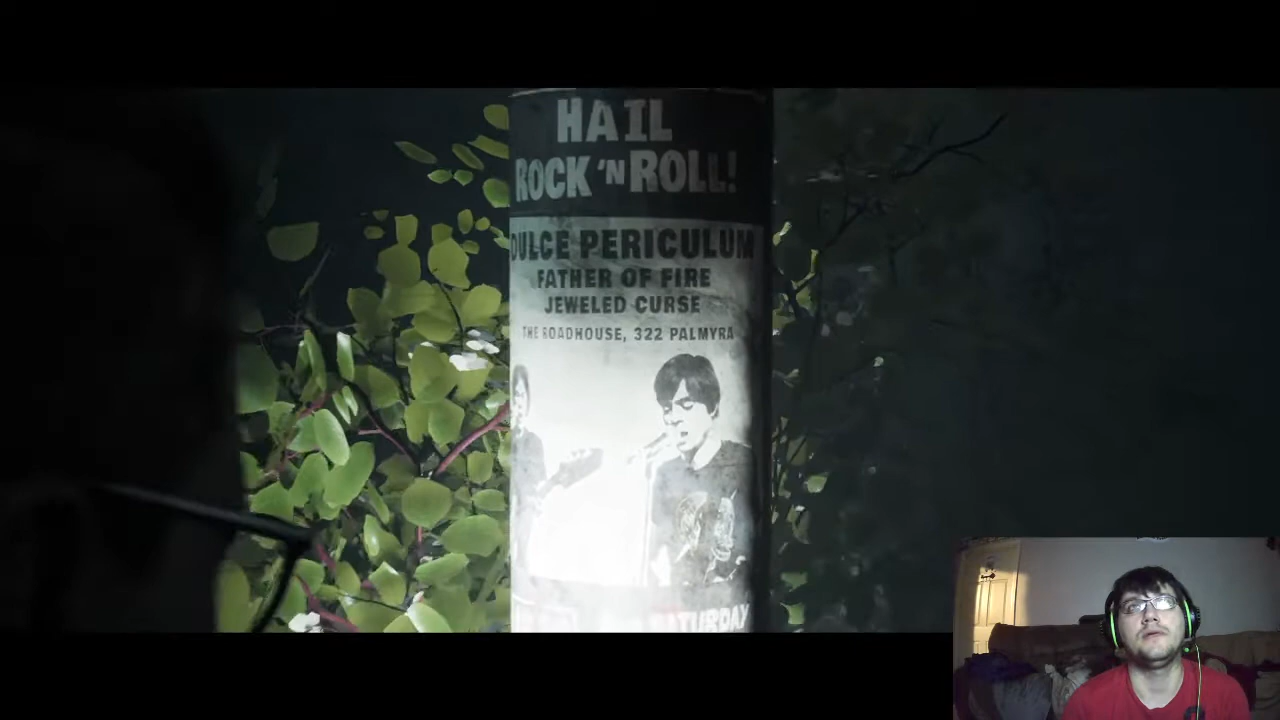 HAIL
ROCK 'N ROLL!
DULCE PERICULUM
FATHER OF FIRE
JEWELED CURSE
THE ROADHOUSE, 322 PALMYRA
SATURDAY